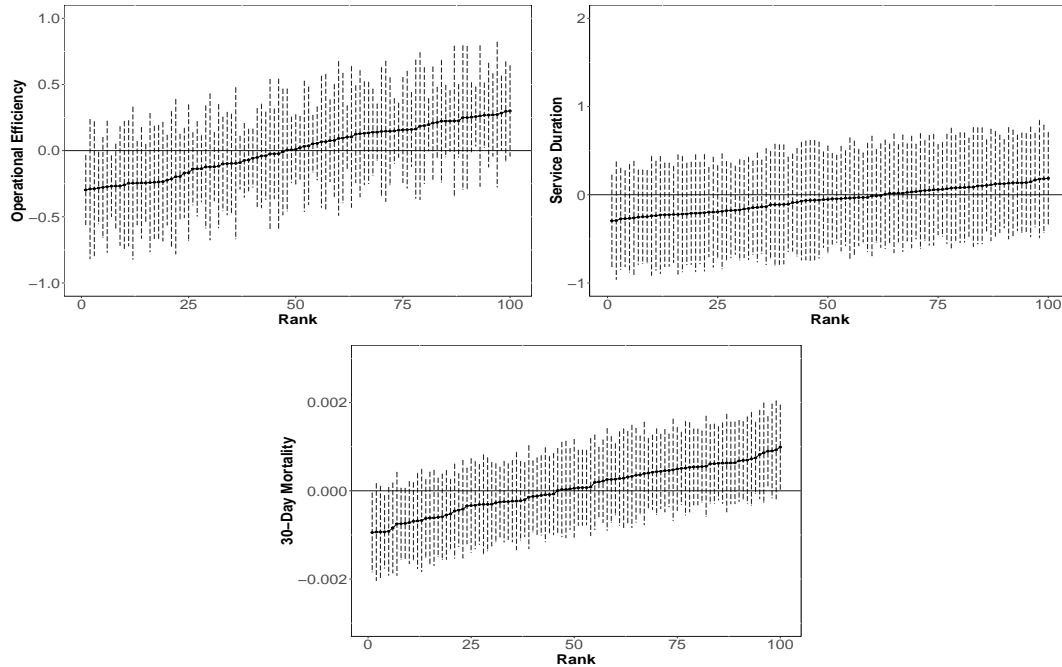 Operational Efficiency
1.0
0.5
0.0
−0.5
−1.0
0 25 50 75 100
Rank
Service Duration
2
1
0
−1
0 25 50 75 100
Rank
30−Day Mortality
0.002
0.000
−0.002
0 25 50 75 100
Rank